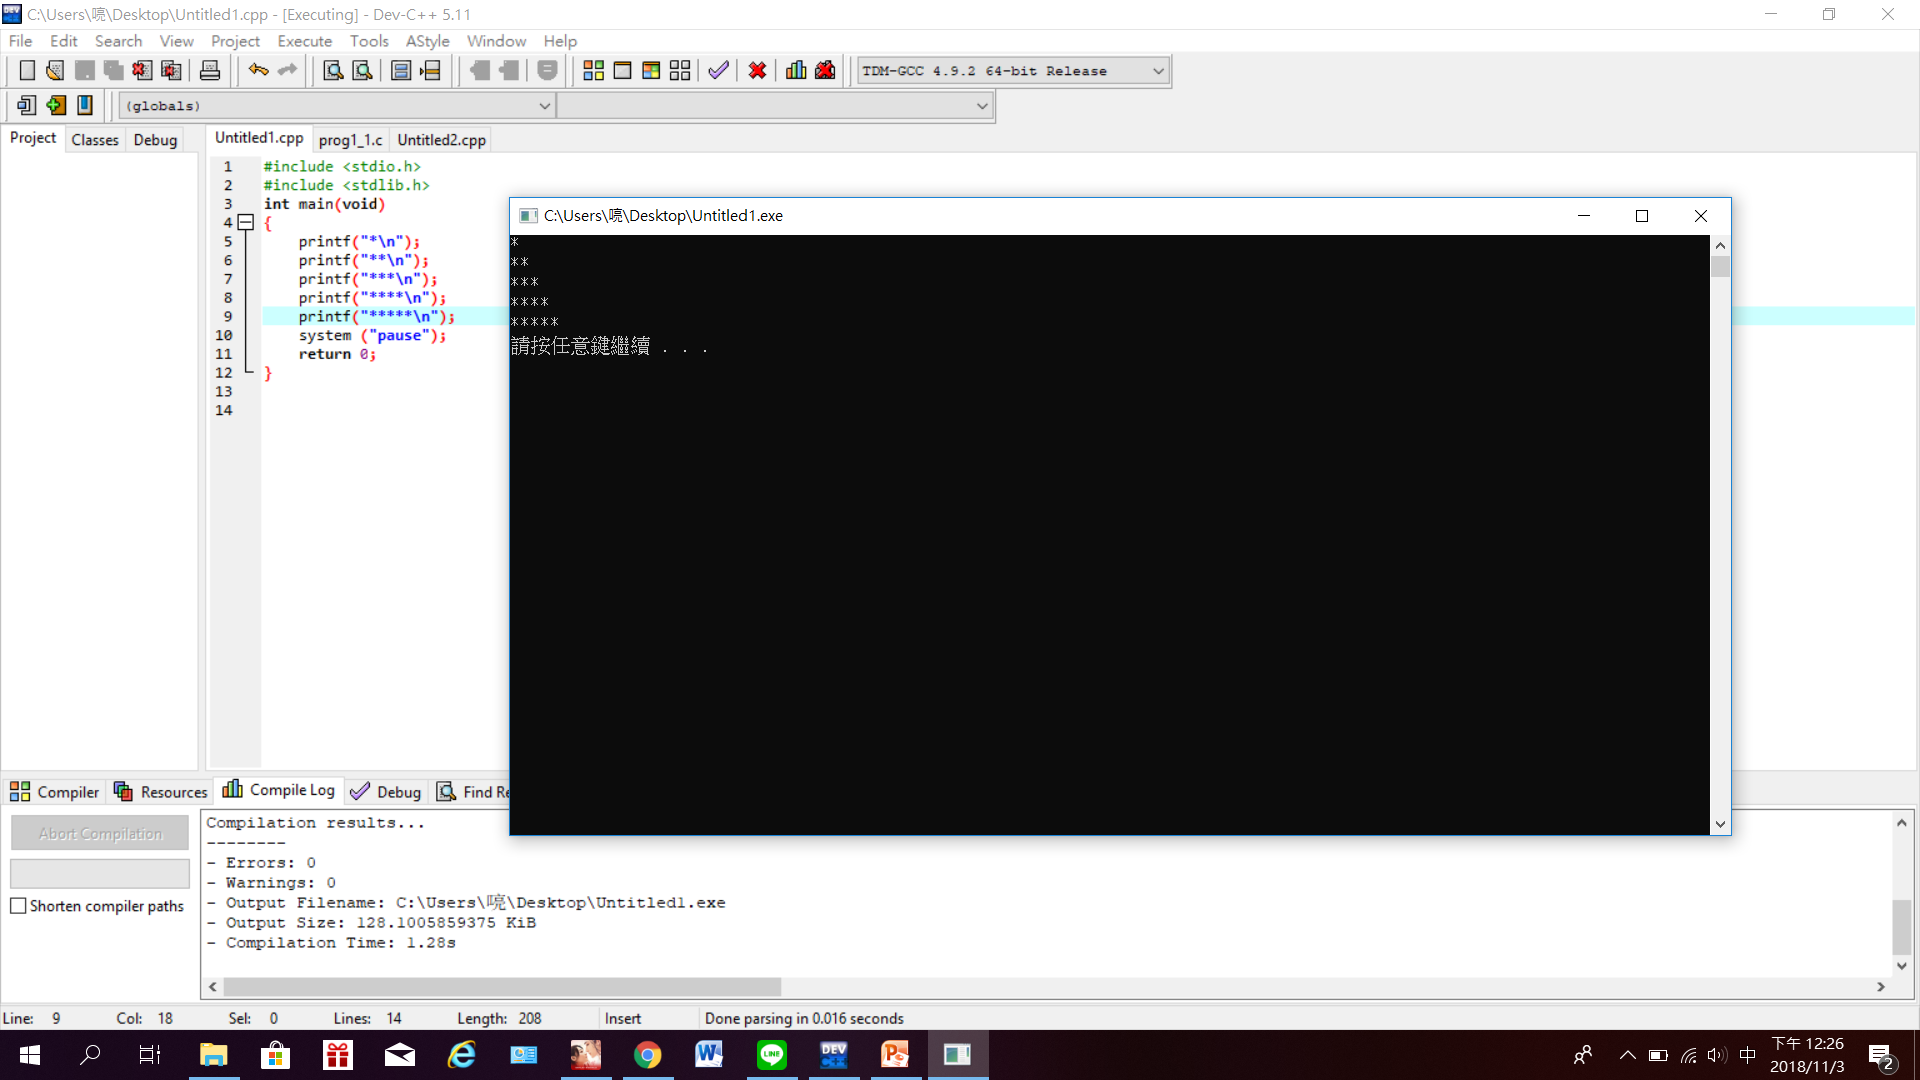 C:\Users\喨\Desktop\Untitled1.cpp - [Executing] - Dev-C++ 5.11
File Edit Search View Project Execute Tools AStyle Window Help
TDM-GCC 4.9.2 64-bit Release
(globals)
Project Classes Debug
Untitled1.cpp prog1_1.c Untitled2.cpp
1 #include <stdio.h>
2 #include <stdlib.h>
3 int main(void)
4 {
5 printf("*\n");
6 printf("**\n");
7 printf("***\n");
8 printf("****\n");
9 printf("*****\n");
10 system ("pause");
11 return 0;
12 }
13
14
C:\Users\喨\Desktop\Untitled1.exe
*
**
***
****
*****
請按任意鍵繼續 . . .
Compiler Resources Compile Log Debug Find Re
Abort Compilation
Shorten compiler paths
Compilation results...
--------
- Errors: 0
- Warnings: 0
- Output Filename: C:\Users\喨\Desktop\Untitled1.exe
- Output Size: 128.1005859375 KiB
- Compilation Time: 1.28s
Line: 9 Col: 18 Sel: 0 Lines: 14 Length: 208 Insert Done parsing in 0.016 seconds
LINE
DEV C++
中
下午 12:26
2018/11/3
2